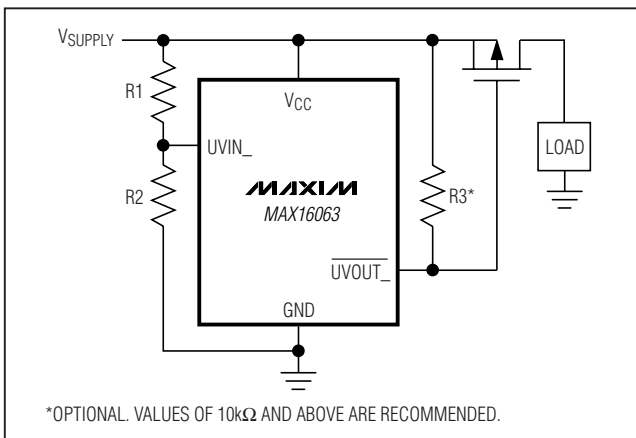 VSUPPLY
R1
VCC
UVIN_
LOAD
R2
MAXIM
MAX16063
R3*
UVOUT_
GND
*OPTIONAL. VALUES OF 10kΩ AND ABOVE ARE RECOMMENDED.